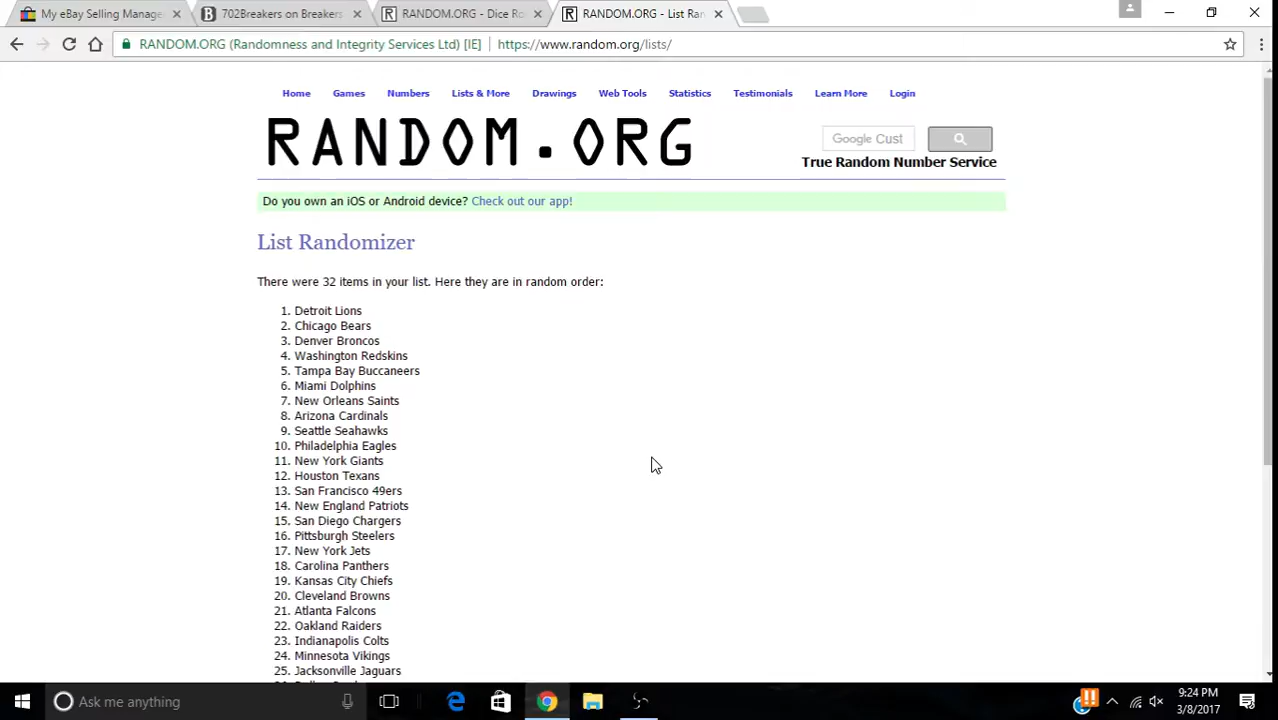 My eBay Selling Manage
702Breakers on Breakers
RANDOM.ORG - Dice Ro
RANDOM.ORG - List Ran
RANDOM.ORG (Randomness and Integrity Services Ltd) [IE]
https://www.random.org/lists/
Home Games Numbers Lists & More Drawings Web Tools Statistics Testimonials Learn More Login
RANDOM.ORG
Google Cust
True Random Number Service
Do you own an iOS or Android device? Check out our app!
List Randomizer
There were 32 items in your list. Here they are in random order:
1. Detroit Lions
2. Chicago Bears
3. Denver Broncos
4. Washington Redskins
5. Tampa Bay Buccaneers
6. Miami Dolphins
7. New Orleans Saints
8. Arizona Cardinals
9. Seattle Seahawks
10. Philadelphia Eagles
11. New York Giants
12. Houston Texans
13. San Francisco 49ers
14. New England Patriots
15. San Diego Chargers
16. Pittsburgh Steelers
17. New York Jets
18. Carolina Panthers
19. Kansas City Chiefs
20. Cleveland Browns
21. Atlanta Falcons
22. Oakland Raiders
23. Indianapolis Colts
24. Minnesota Vikings
25. Jacksonville Jaguars
Ask me anything
9:24 PM
3/8/2017